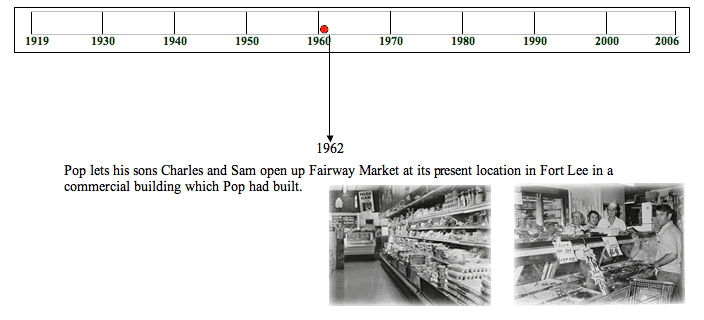 1919 1930 1940 1950 1960 1970 1980 1990 2000 2006
1962
Pop lets his sons Charles and Sam open up Fairway Market at its present location in Fort Lee in a
commercial building which Pop had built.